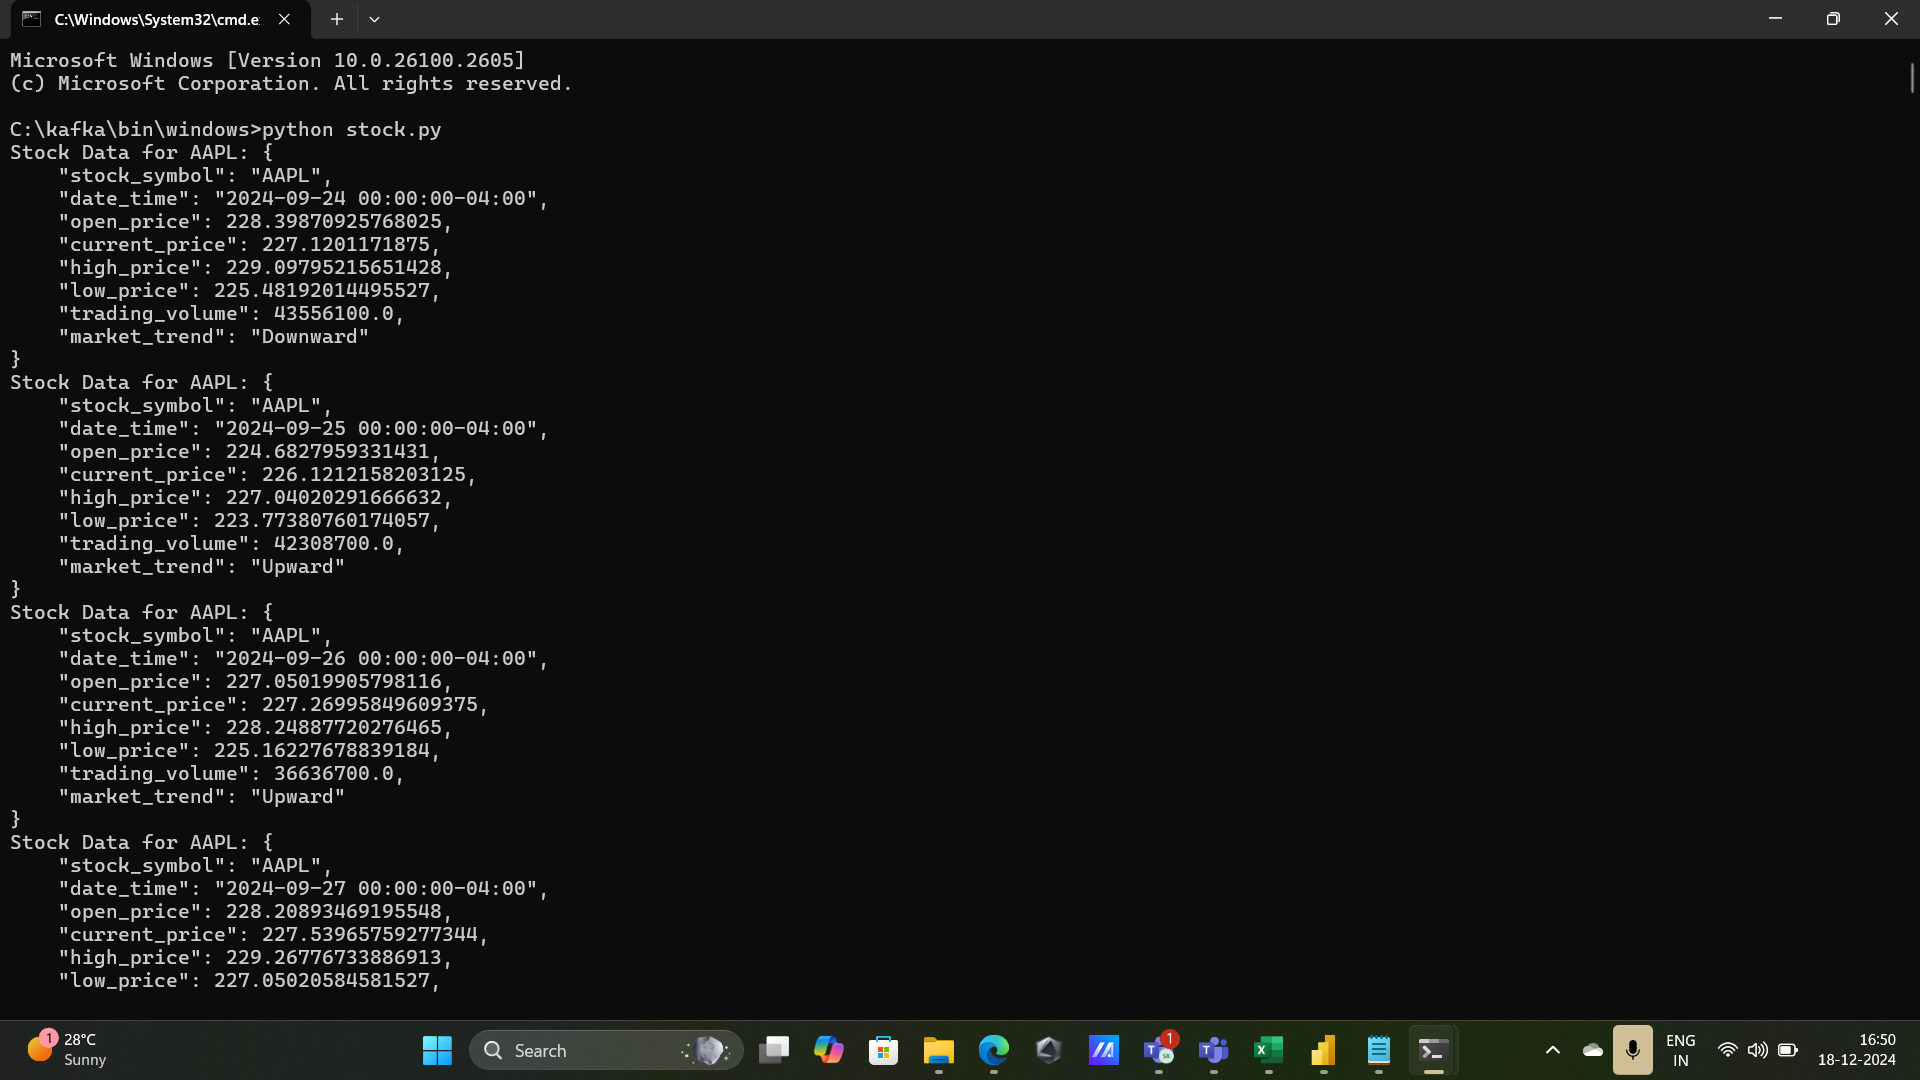 C:\Windows\System32\cmd.e
Microsoft Windows [Version 10.0.26100.2605]
(c) Microsoft Corporation. All rights reserved.
C:\kafka\bin\windows>python stock.py
Stock Data for AAPL: {
    "stock_symbol": "AAPL",
    "date_time": "2024-09-24 00:00:00-04:00",
    "open_price": 228.39870925768025,
    "current_price": 227.1201171875,
    "high_price": 229.09795215651428,
    "low_price": 225.48192014495527,
    "trading_volume": 43556100.0,
    "market_trend": "Downward"
}
Stock Data for AAPL: {
    "stock_symbol": "AAPL",
    "date_time": "2024-09-25 00:00:00-04:00",
    "open_price": 224.6827959331431,
    "current_price": 226.1212158203125,
    "high_price": 227.04020291666632,
    "low_price": 223.77380760174057,
    "trading_volume": 42308700.0,
    "market_trend": "Upward"
}
Stock Data for AAPL: {
    "stock_symbol": "AAPL",
    "date_time": "2024-09-26 00:00:00-04:00",
    "open_price": 227.05019905798116,
    "current_price": 227.26995849609375,
    "high_price": 228.24887720276465,
    "low_price": 225.16227678839184,
    "trading_volume": 36636700.0,
    "market_trend": "Upward"
}
Stock Data for AAPL: {
    "stock_symbol": "AAPL",
    "date_time": "2024-09-27 00:00:00-04:00",
    "open_price": 228.20893469195548,
    "current_price": 227.53965759277344,
    "high_price": 229.26776733886913,
    "low_price": 227.05020584581527,
1
28°C
Sunny
Search
1
ENG
IN
16:50
18-12-2024